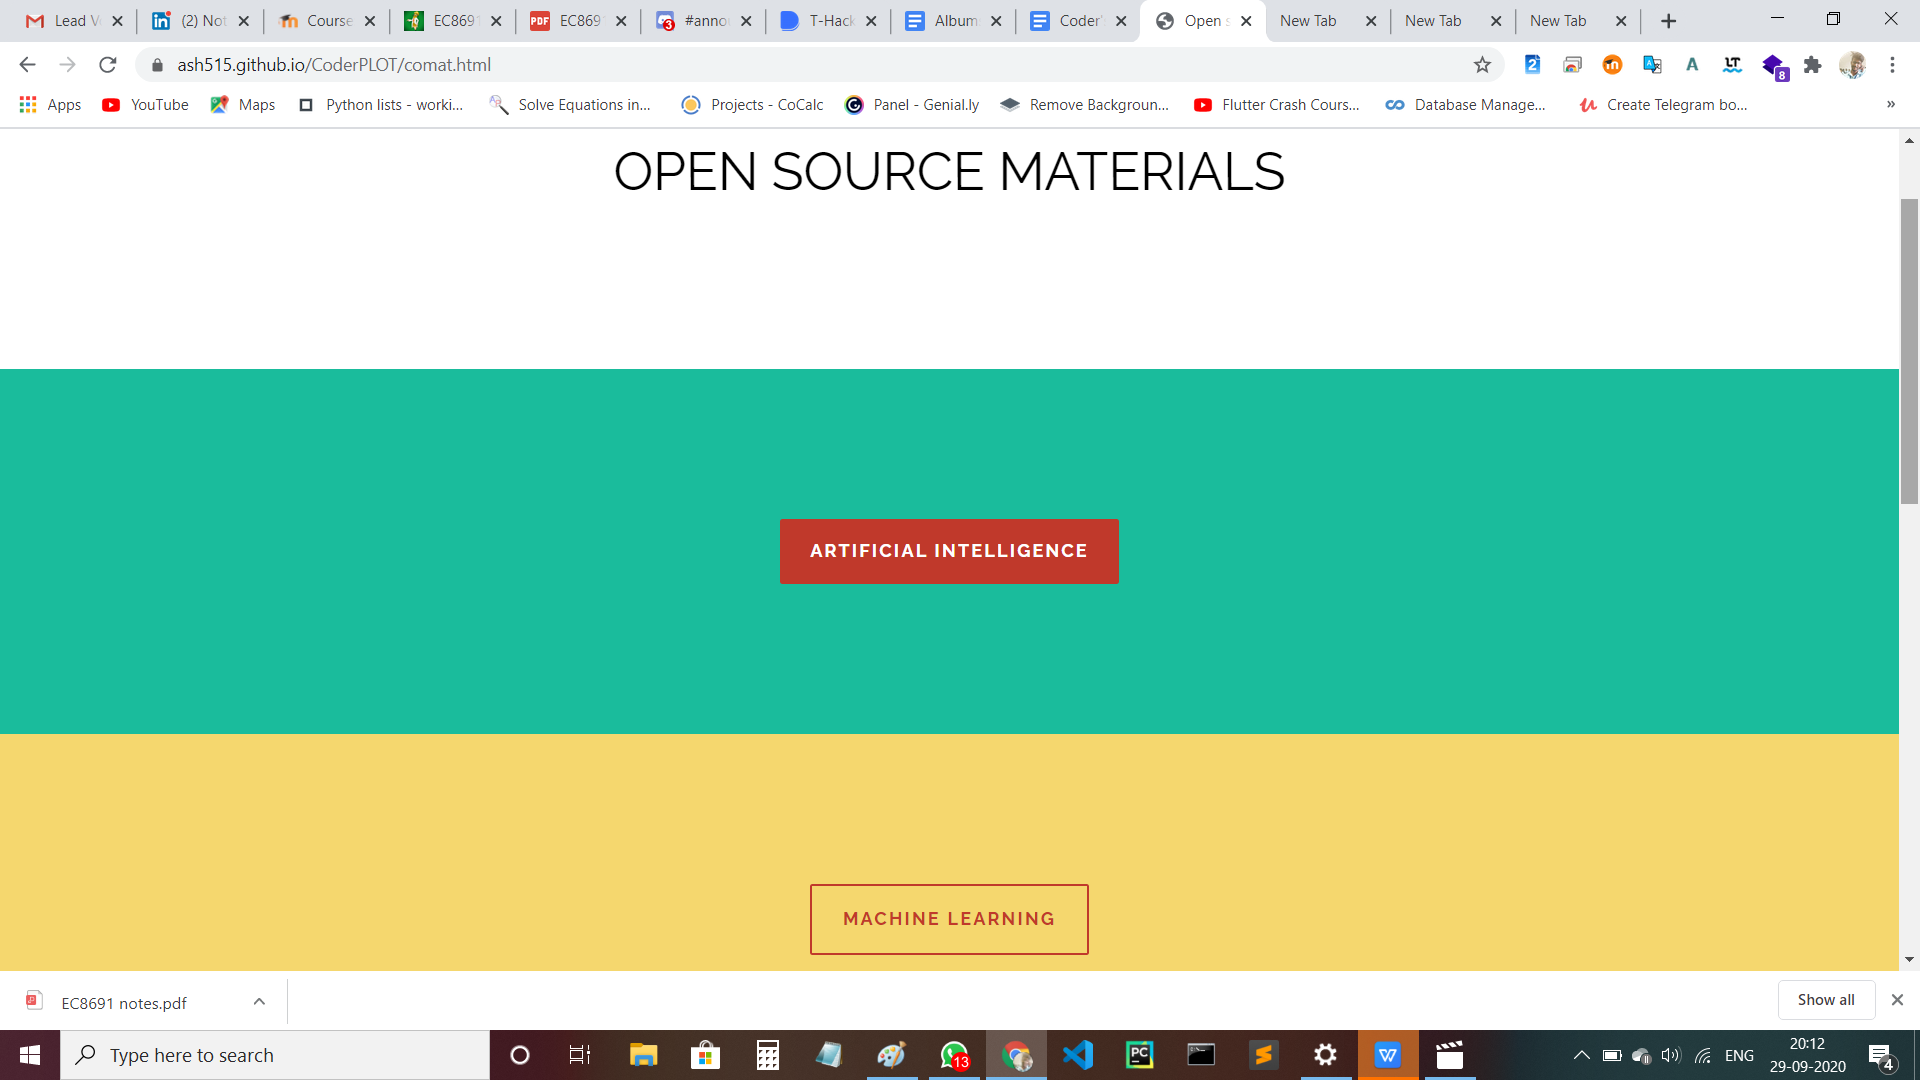 Lead V
(2) Not
Course
EC8691
EC869
#anno
T-Hack
Album
Coder'
Open s
New Tab
New Tab
New Tab
ash515.github.io/CoderPLOT/comat.html
8
Apps
YouTube
Maps
Python lists - worki...
Solve Equations in...
Projects - CoCalc
Panel - Genial.ly
Remove Backgroun...
Flutter Crash Cours...
Database Manage...
Create Telegram bo...
»
OPEN SOURCE MATERIALS
ARTIFICIAL INTELLIGENCE
MACHINE LEARNING
EC8691 notes.pdf
Show all
Type here to search
13
ENG
20:12
29-09-2020
4